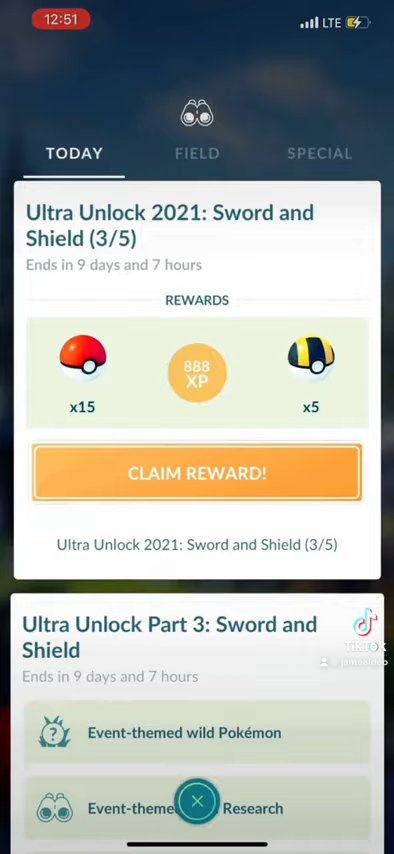 12:51
LTE
TODAY
FIELD
SPECIAL
Ultra Unlock 2021: Sword and
Shield (3/5)
Ends in 9 days and 7 hours
REWARDS
888
XP
x15
x5
CLAIM REWARD!
Ultra Unlock 2021: Sword and Shield (3/5)
Ultra Unlock Part 3: Sword and
Shield
TikTok
Ends in 9 days and 7 hours
Event-themed wild Pokémon
Event-theme
Research